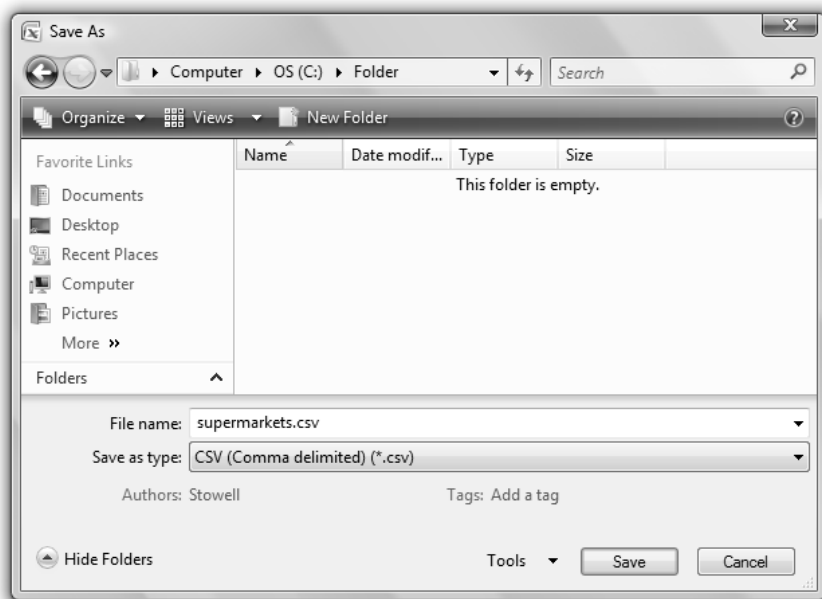 Save As
Computer OS (C:) Folder Search
Organize Views New Folder
Favorite Links
Documents
Desktop
Recent Places
Computer
Pictures
More
Folders
Name Date modif... Type Size
This folder is empty.
File name: supermarkets.csv
Save as type: CSV (Comma delimited) (*.csv)
Authors: Stowell Tags: Add a tag
Hide Folders Tools Save Cancel